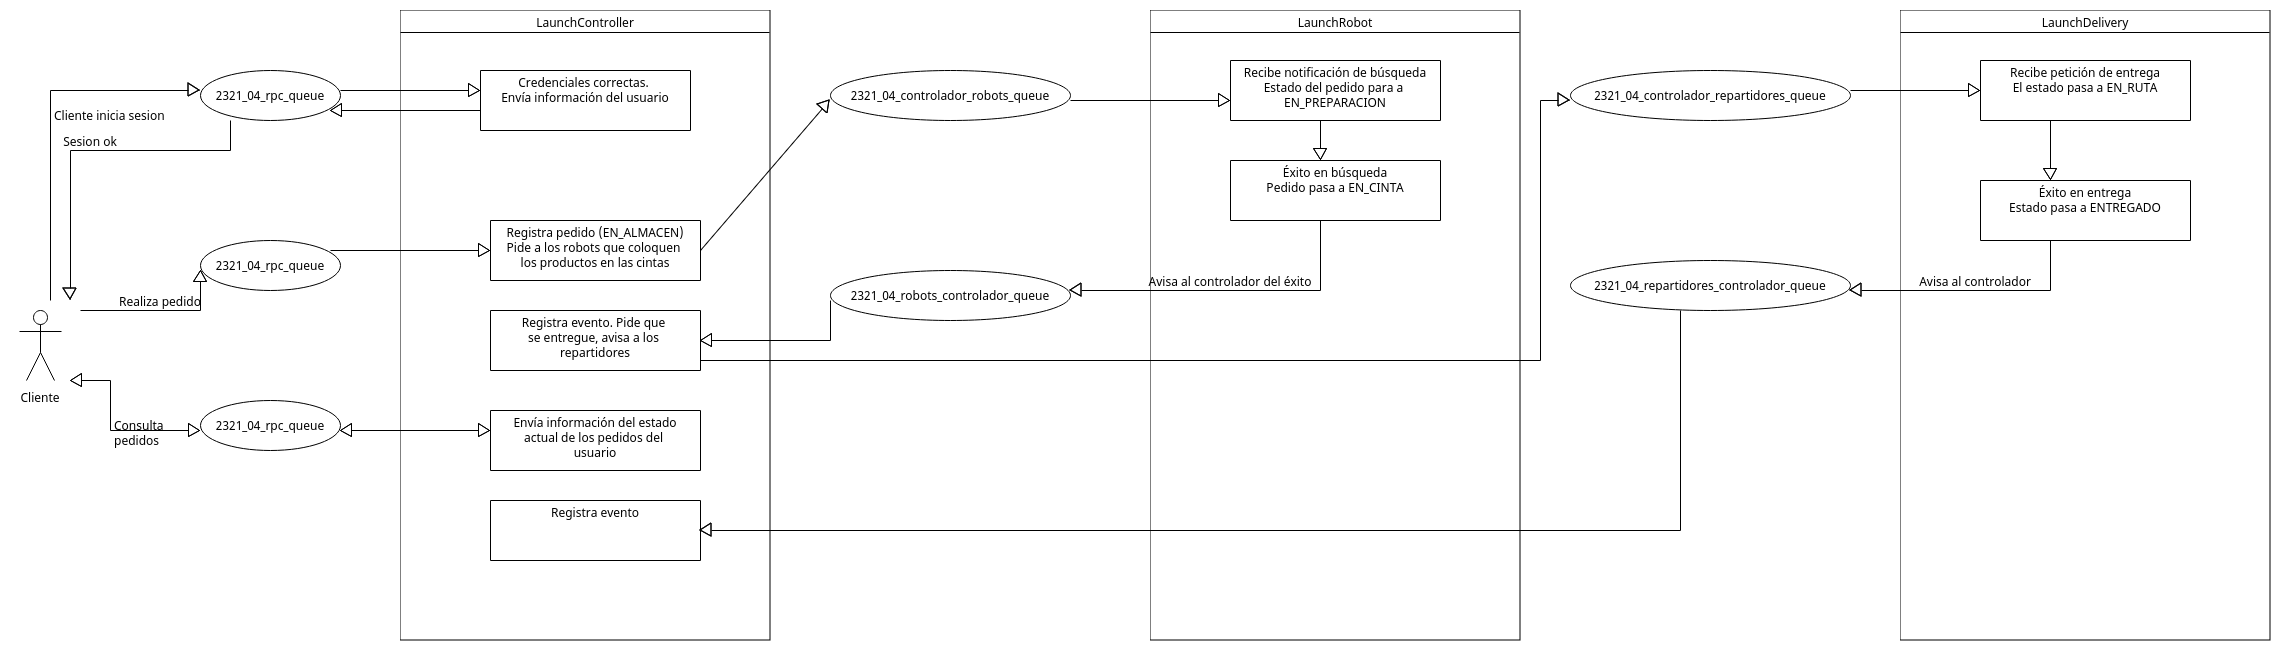 LaunchController
LaunchRobot
LaunchDelivery
2321_04_rpc_queue
Credenciales correctas.
Envía información del usuario
Cliente inicia sesion
Sesion ok
2321_04_controlador_robots_queue
Recibe notificación de búsqueda
Estado del pedido para a
EN_PREPARACION
Éxito en búsqueda
Pedido pasa a EN_CINTA
2321_04_controlador_repartidores_queue
Recibe petición de entrega
El estado pasa a EN_RUTA
Éxito en entrega
Estado pasa a ENTREGADO
2321_04_rpc_queue
Realiza pedido
Registra pedido (EN_ALMACEN)
Pide a los robots que coloquen
los productos en las cintas
Avisa al controlador del éxito
2321_04_robots_controlador_queue
2321_04_repartidores_controlador_queue
Avisa al controlador
Registra evento. Pide que
se entregue, avisa a los
repartidores
Cliente
Consulta
pedidos
2321_04_rpc_queue
Envía información del estado
actual de los pedidos del
usuario
Registra evento